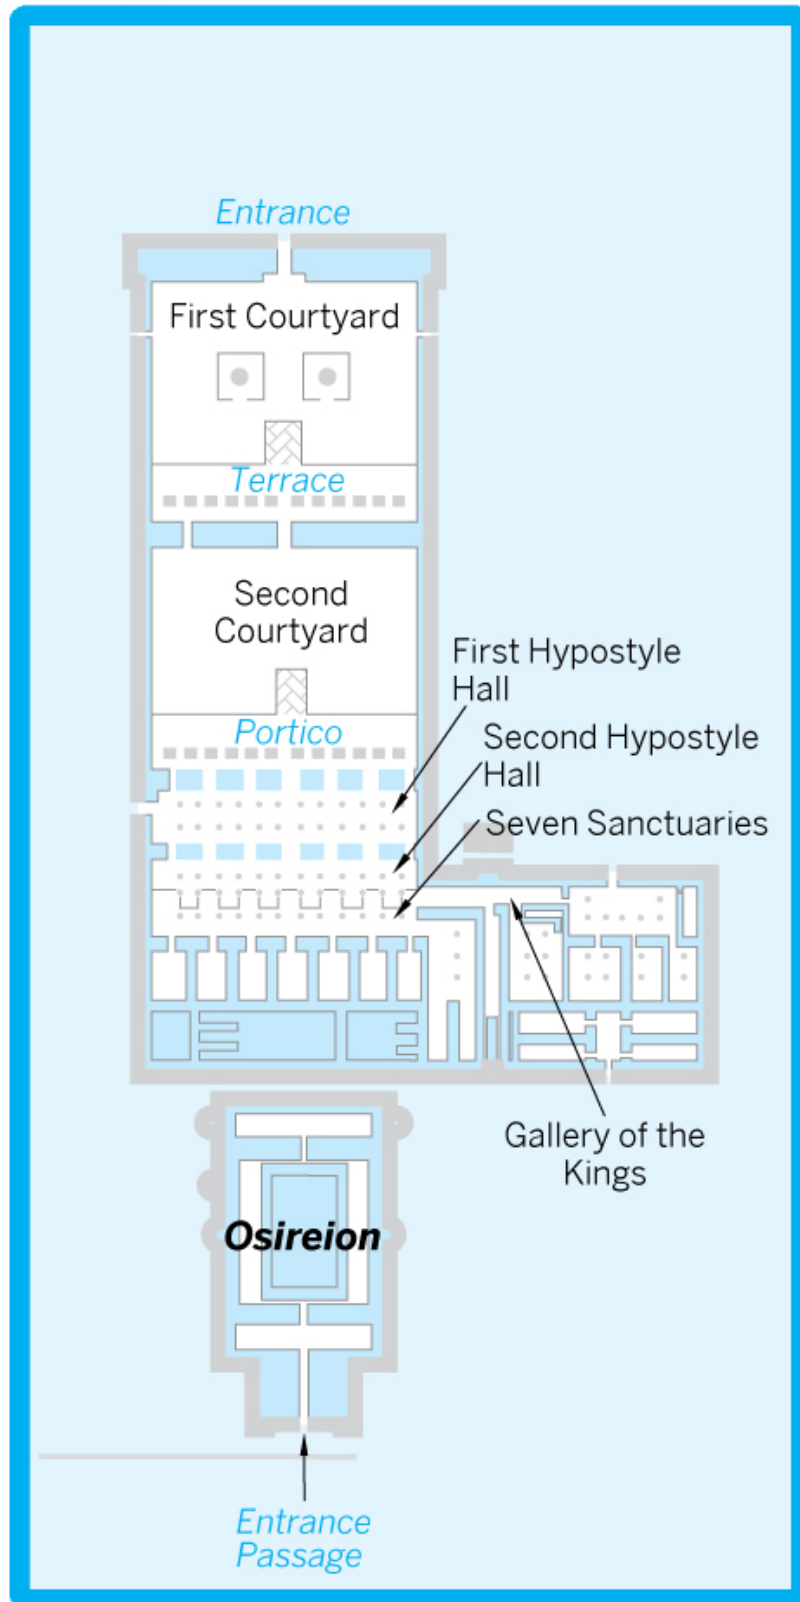 Entrance
First Courtyard
Terrace
Second
Courtyard
First Hypostyle
Hall
Portico
Second Hypostyle
Hall
Seven Sanctuaries
Gallery of the
Kings
Osireion
Entrance
Passage